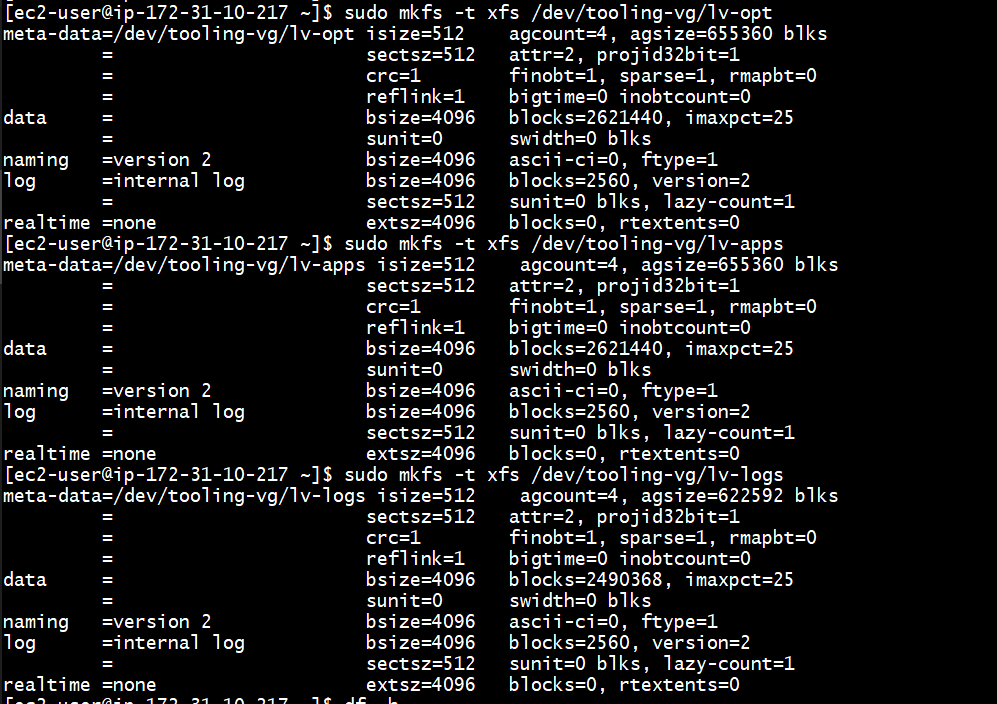 [ec2-user@ip-172-31-10-217 ~]$ sudo mkfs -t xfs /dev/tooling-vg/lv-opt
meta-data=/dev/tooling-vg/lv-opt isize=512    agcount=4, agsize=655360 blks
         =                       sectsz=512   attr=2, projid32bit=1
         =                       crc=1        finobt=1, sparse=1, rmapbt=0
         =                       reflink=1    bigtime=0 inobtcount=0
data     =                       bsize=4096   blocks=2621440, imaxpct=25
         =                       sunit=0      swidth=0 blks
naming   =version 2              bsize=4096   ascii-ci=0, ftype=1
log      =internal log           bsize=4096   blocks=2560, version=2
         =                       sectsz=512   sunit=0 blks, lazy-count=1
realtime =none                   extsz=4096   blocks=0, rtextents=0
[ec2-user@ip-172-31-10-217 ~]$ sudo mkfs -t xfs /dev/tooling-vg/lv-apps
meta-data=/dev/tooling-vg/lv-apps isize=512    agcount=4, agsize=655360 blks
         =                       sectsz=512   attr=2, projid32bit=1
         =                       crc=1        finobt=1, sparse=1, rmapbt=0
         =                       reflink=1    bigtime=0 inobtcount=0
data     =                       bsize=4096   blocks=2621440, imaxpct=25
         =                       sunit=0      swidth=0 blks
naming   =version 2              bsize=4096   ascii-ci=0, ftype=1
log      =internal log           bsize=4096   blocks=2560, version=2
         =                       sectsz=512   sunit=0 blks, lazy-count=1
realtime =none                   extsz=4096   blocks=0, rtextents=0
[ec2-user@ip-172-31-10-217 ~]$ sudo mkfs -t xfs /dev/tooling-vg/lv-logs
meta-data=/dev/tooling-vg/lv-logs isize=512    agcount=4, agsize=622592 blks
         =                       sectsz=512   attr=2, projid32bit=1
         =                       crc=1        finobt=1, sparse=1, rmapbt=0
         =                       reflink=1    bigtime=0 inobtcount=0
data     =                       bsize=4096   blocks=2490368, imaxpct=25
         =                       sunit=0      swidth=0 blks
naming   =version 2              bsize=4096   ascii-ci=0, ftype=1
log      =internal log           bsize=4096   blocks=2560, version=2
         =                       sectsz=512   sunit=0 blks, lazy-count=1
realtime =none                   extsz=4096   blocks=0, rtextents=0
[ec2-user@ip-172-31-10-217 ~]$ df -h